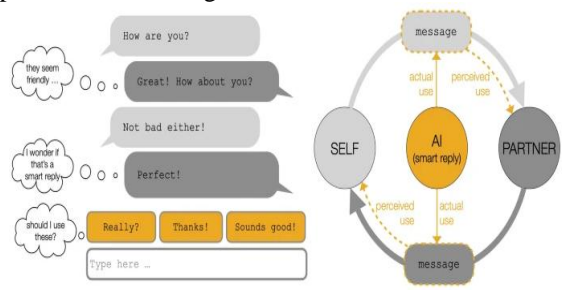 How are you?
they seem
friendly ...
Great! How about you?
Not bad either!
I wonder if
that's a
smart reply
Perfect!
should I use
these?
Really?
Thanks!
Sounds good!
Type here …
message
actual
use
perceived
use
SELF
AI
(smart reply)
PARTNER
perceived
use
actual
use
message